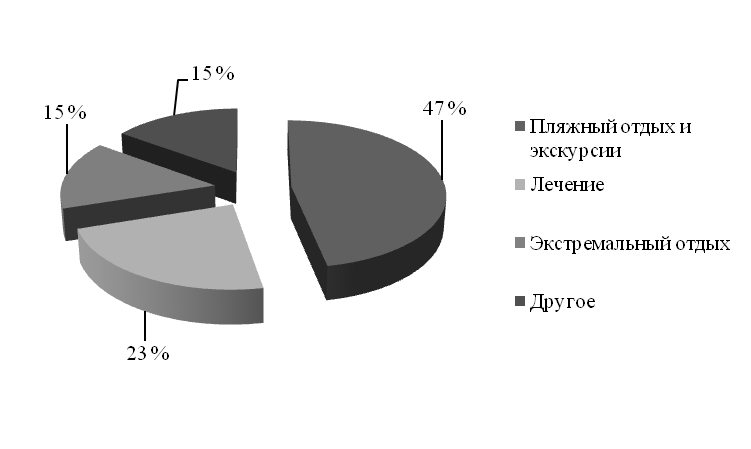 15%
15%
47%
23%
Пляжный отдых и
экскурсии
Лечение
Экстремальный отдых
Другое